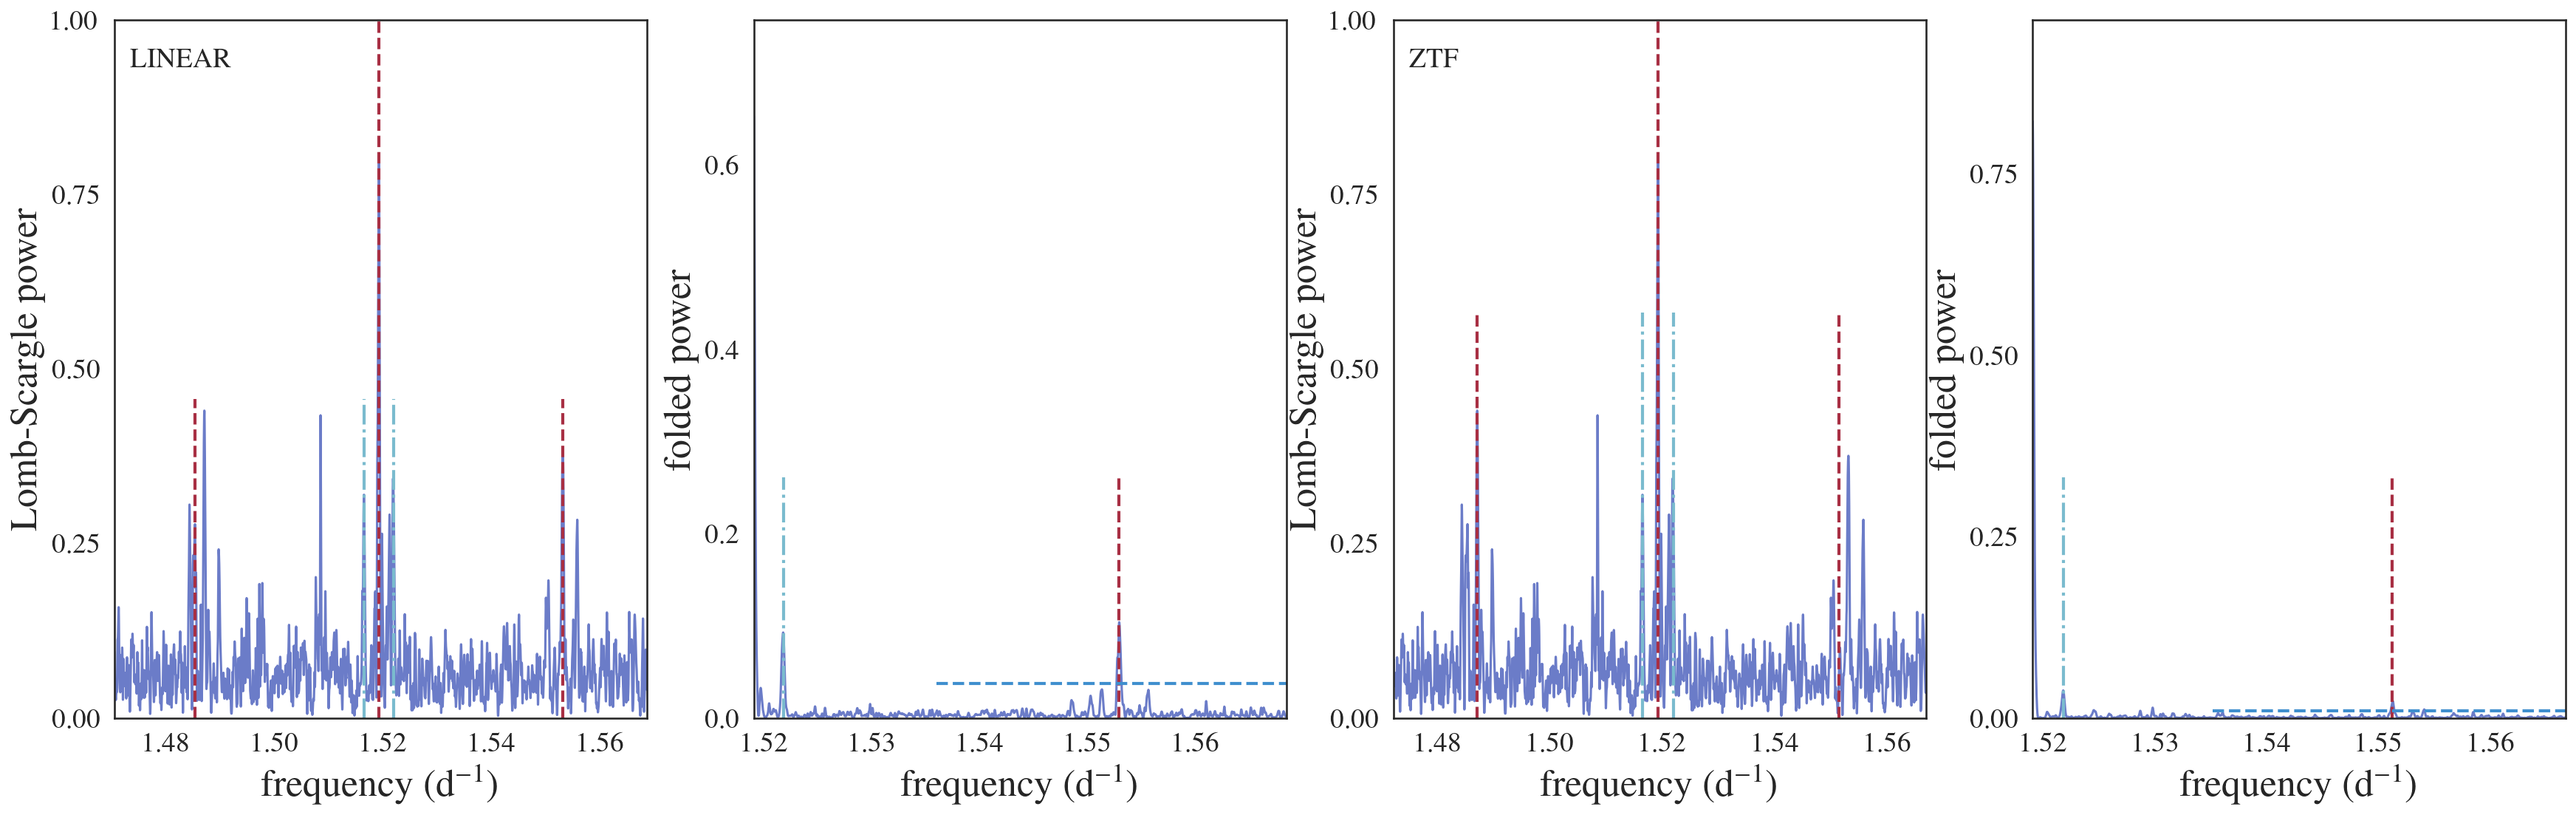 LINEAR
Lomb-Scargle power
1.00
0.75
0.50
0.25
0.00
1.48 1.50 1.52 1.54 1.56
frequency (d⁻¹)
folded power
0.6
0.4
0.2
0.0
1.52 1.53 1.54 1.55 1.56
frequency (d⁻¹)
ZTF
Lomb-Scargle power
1.00
0.75
0.50
0.25
0.00
1.48 1.50 1.52 1.54 1.56
frequency (d⁻¹)
folded power
0.75
0.50
0.25
0.00
1.52 1.53 1.54 1.55 1.56
frequency (d⁻¹)